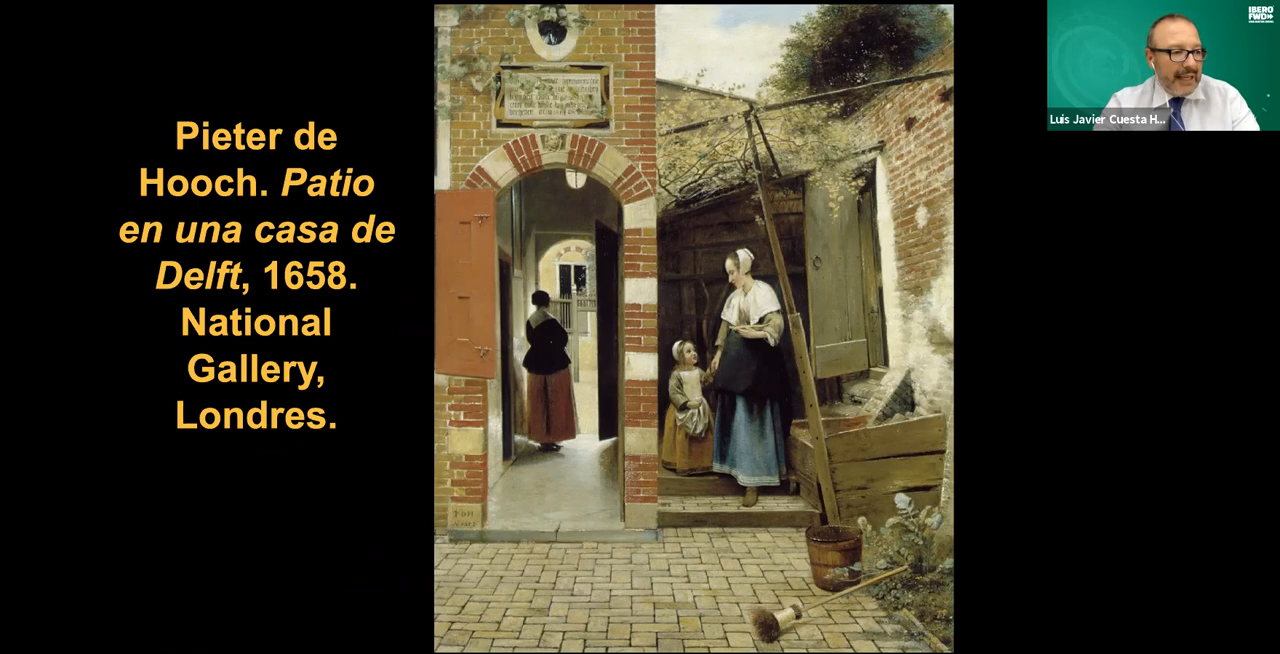 Pieter de
Hooch. Patio
en una casa de
Delft, 1658.
National
Gallery,
Londres.
IBERO
FWD
Luis Javier Cuesta H...